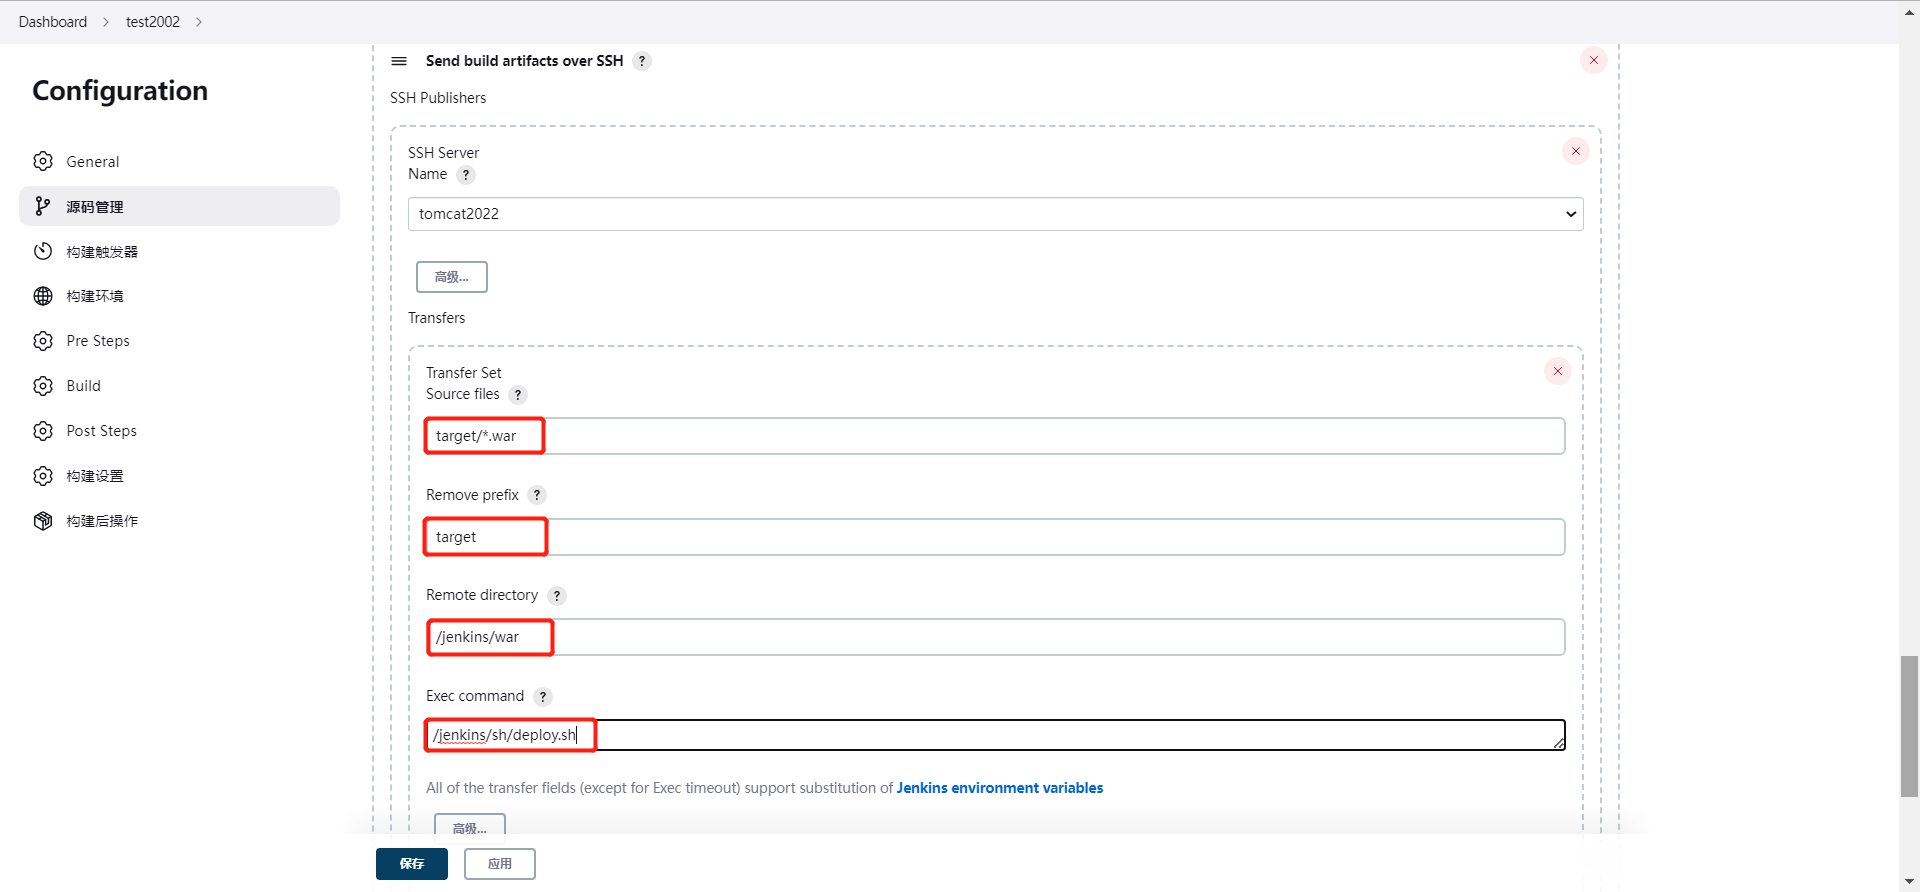 Dashboard
test2002
Configuration
General
源码管理
构建触发器
构建环境
Pre Steps
Build
Post Steps
构建设置
构建后操作
Send build artifacts over SSH ?
SSH Publishers
SSH Server
Name ?
tomcat2022
高级...
Transfers
Transfer Set
Source files ?
target/*.war
Remove prefix ?
target
Remote directory ?
/jenkins/war
Exec command ?
/jenkins/sh/deploy.sh
All of the transfer fields (except for Exec timeout) support substitution of Jenkins environment variables
高级...
保存
应用